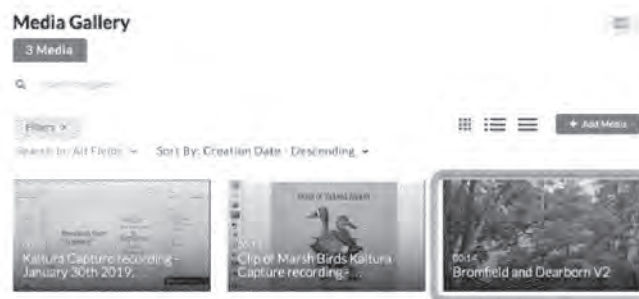 Media Gallery
3 Media
Filters >
+ Add Media
Search In: All Fields Sort By: Creation Date - Descending
Kaltura Capture recording -
January 30th 2019,...
Clip of Marsh Birds Kaltura
Capture recording - ...
00:14
Bromfield and Dearborn V2